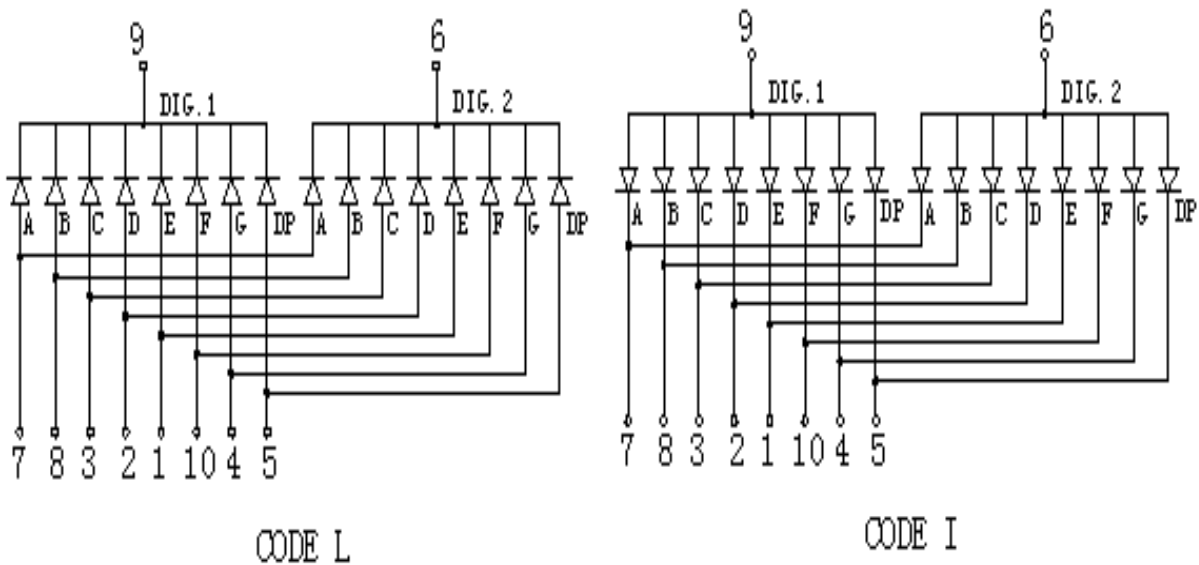 9 6 9 6
DIG.1 DIG.2 DIG.1 DIG.2
A B C D E F G DP A B C D E F G DP A B C D E F G DP A B C D E F G DP
7 8 3 2 1 10 4 5 7 8 3 2 1 10 4 5
CODE L CODE I